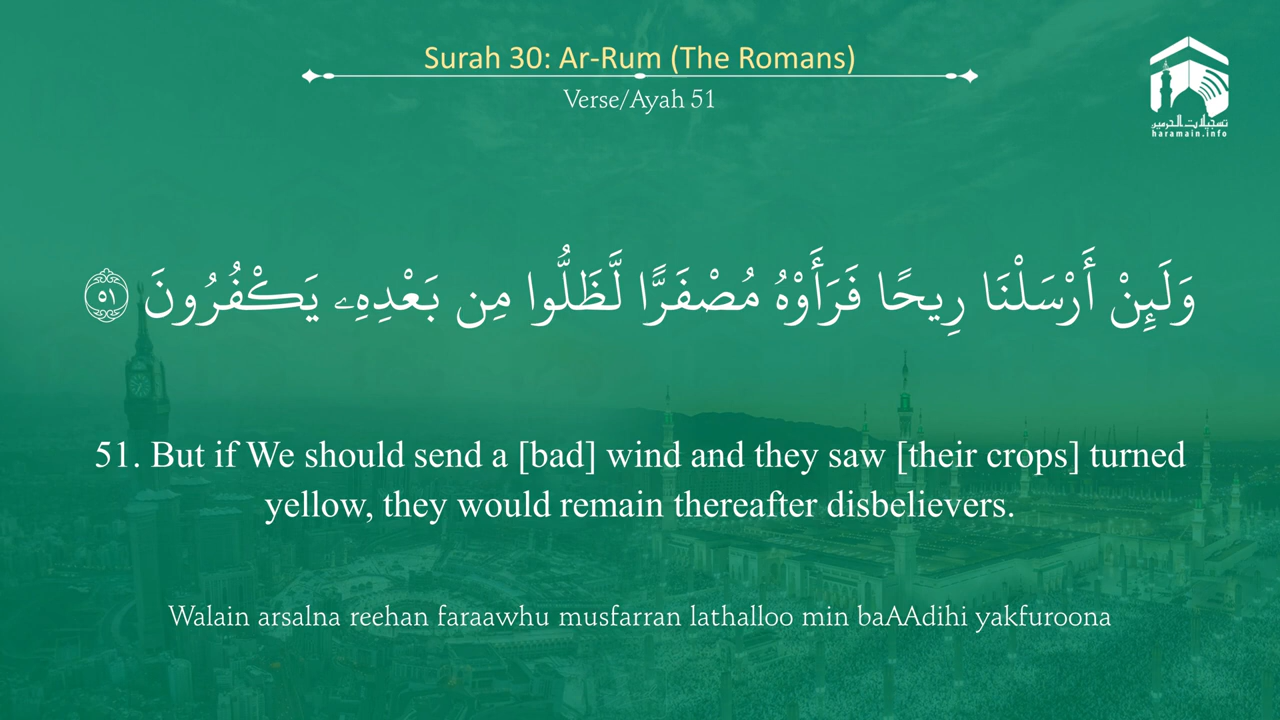 Surah 30: Ar-Rum (The Romans)
Verse/Ayah 51
تسجيلات الحرمين
haramain.info
وَلَئِنْ أَرْسَلْنَا رِيحًا فَرَأَوْهُ مُصْفَرًّا لَّظَلُّوا مِن بَعْدِهِۦ يَكْفُرُونَ ٥١
51. But if We should send a [bad] wind and they saw [their crops] turned
yellow, they would remain thereafter disbelievers.
Walain arsalna reehan faraawhu musfarran lathalloo min baAAdihi yakfuroona